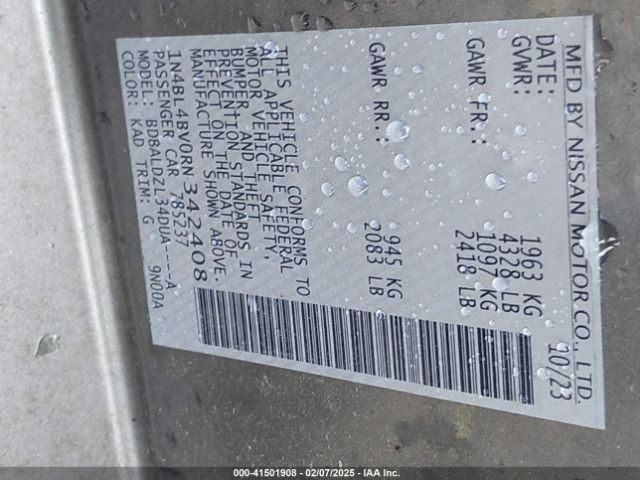 MFD BY NISSAN MOTOR CO., LTD.
DATE: 10/23
GVWR: 1963 KG
4328 LB
GAWR FR.: 1097 KG
2418 LB
GAWR RR.: 945 KG
2083 LB
THIS VEHICLE CONFORMS TO
ALL APPLICABLE FEDERAL
MOTOR VEHICLE SAFETY,
BUMPER, AND THEFT
PREVENTION STANDARDS IN
EFFECT ON THE DATE OF
MANUFACTURE SHOWN ABOVE.
1N4BL4BV0RN342408
PASSENGER CAR 785237
MODEL: BDBALDZL34DUA----A
COLOR: KAD TRIM: G 9N00A
000-41501908 - 02/07/2025 - IAA Inc.